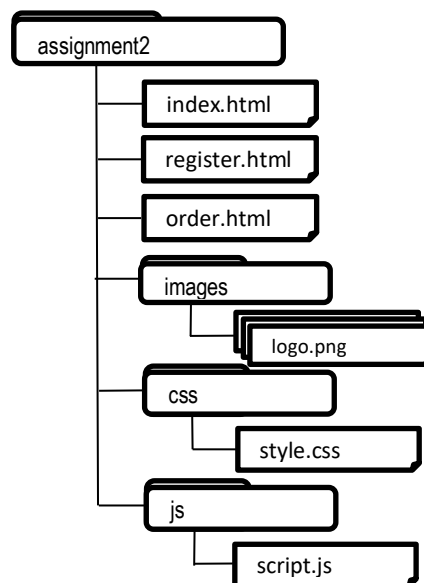 assignment2
index.html
register.html
order.html
images
logo.png
css
style.css
js
script.js